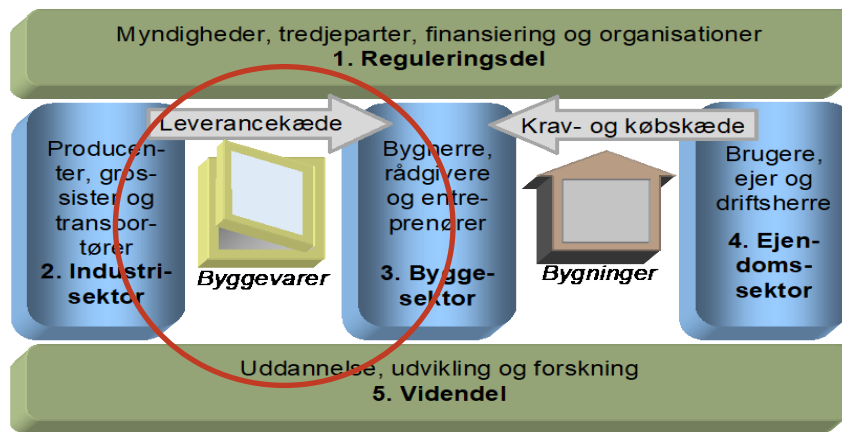 Myndigheder, tredjeparter, finansiering og organisationer
1. Reguleringsdel
Leverancekæde
Krav- og købskæde
Producen-
ter, gros-
sister og
transpor-
tører
2. Industri-
sektor
Byggevarer
Bygherre,
rådgivere
og entre-
prenører
3. Bygge-
sektor
Bygninger
Brugere,
ejer og
driftsherre
4. Ejen-
doms-
sektor
Uddannelse, udvikling og forskning
5. Videndel